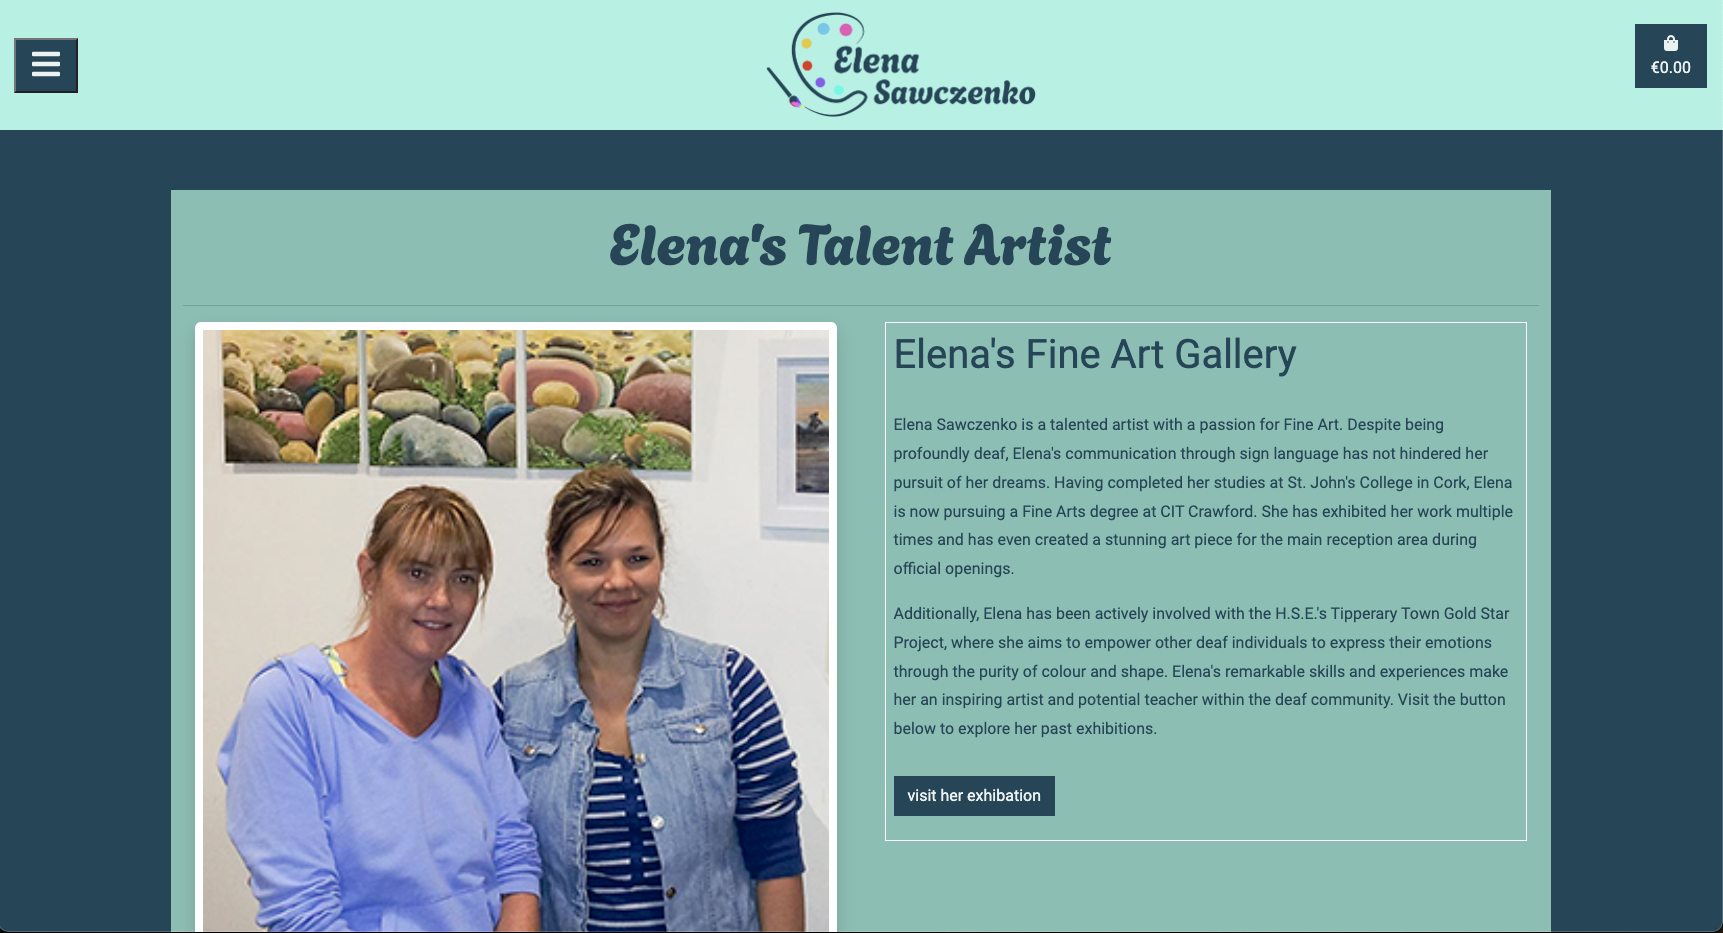 Elena
Sawczenko
€0.00
Elena's Talent Artist
Elena's Fine Art Gallery
Elena Sawczenko is a talented artist with a passion for Fine Art. Despite being
profoundly deaf, Elena's communication through sign language has not hindered her
pursuit of her dreams. Having completed her studies at St. John's College in Cork, Elena
is now pursuing a Fine Arts degree at CIT Crawford. She has exhibited her work multiple
times and has even created a stunning art piece for the main reception area during
official openings.
Additionally, Elena has been actively involved with the H.S.E.'s Tipperary Town Gold Star
Project, where she aims to empower other deaf individuals to express their emotions
through the purity of colour and shape. Elena's remarkable skills and experiences make
her an inspiring artist and potential teacher within the deaf community. Visit the button
below to explore her past exhibitions.
visit her exhibation